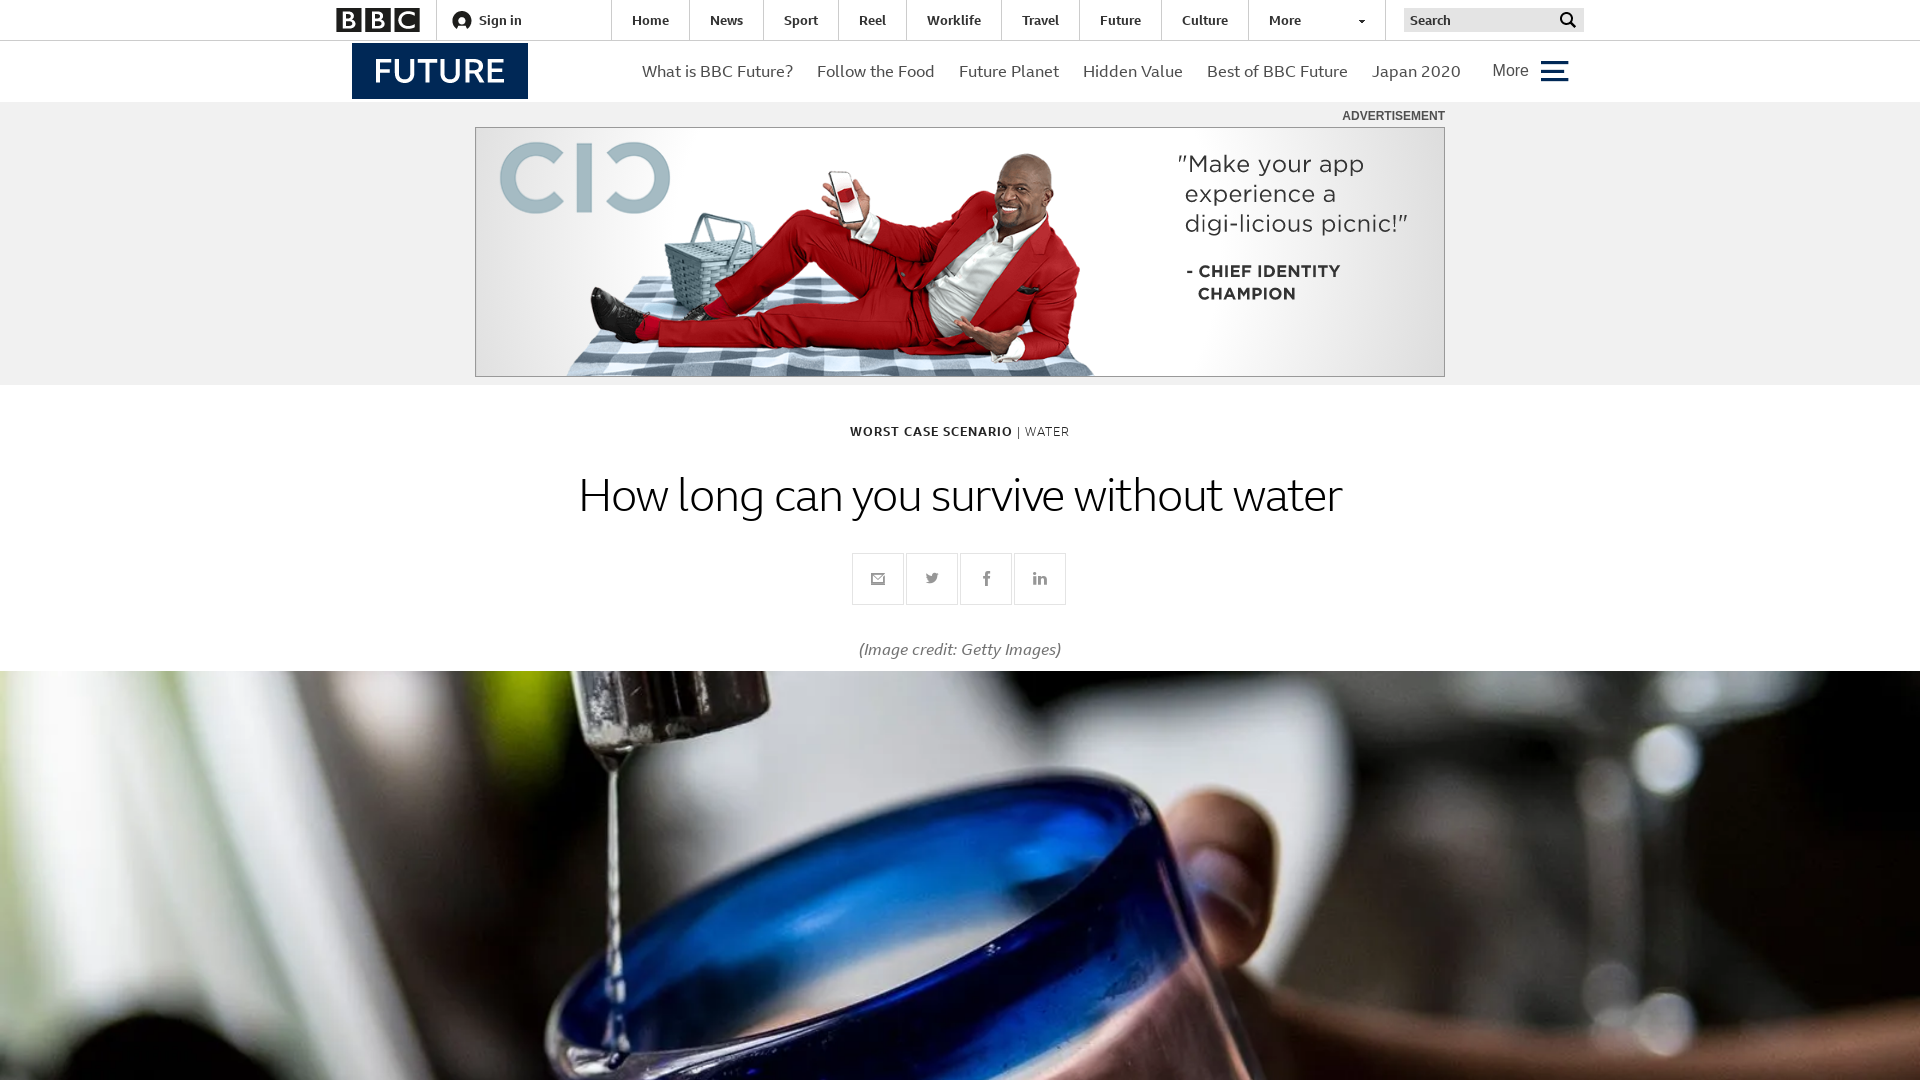 BBC Sign in Home News Sport Reel Worklife Travel Future Culture More Search
FUTURE What is BBC Future? Follow the Food Future Planet Hidden Value Best of BBC Future Japan 2020 More
ADVERTISEMENT
CIC
"Make your app
experience a
digi-licious picnic!"
- CHIEF IDENTITY
CHAMPION
WORST CASE SCENARIO | WATER
How long can you survive without water
(Image credit: Getty Images)